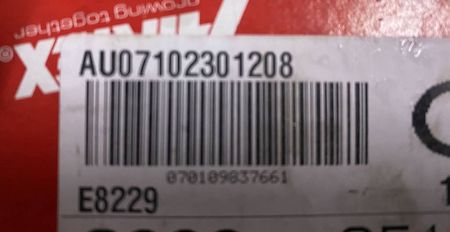 growing together
AU07102301208
070109837661
E8229